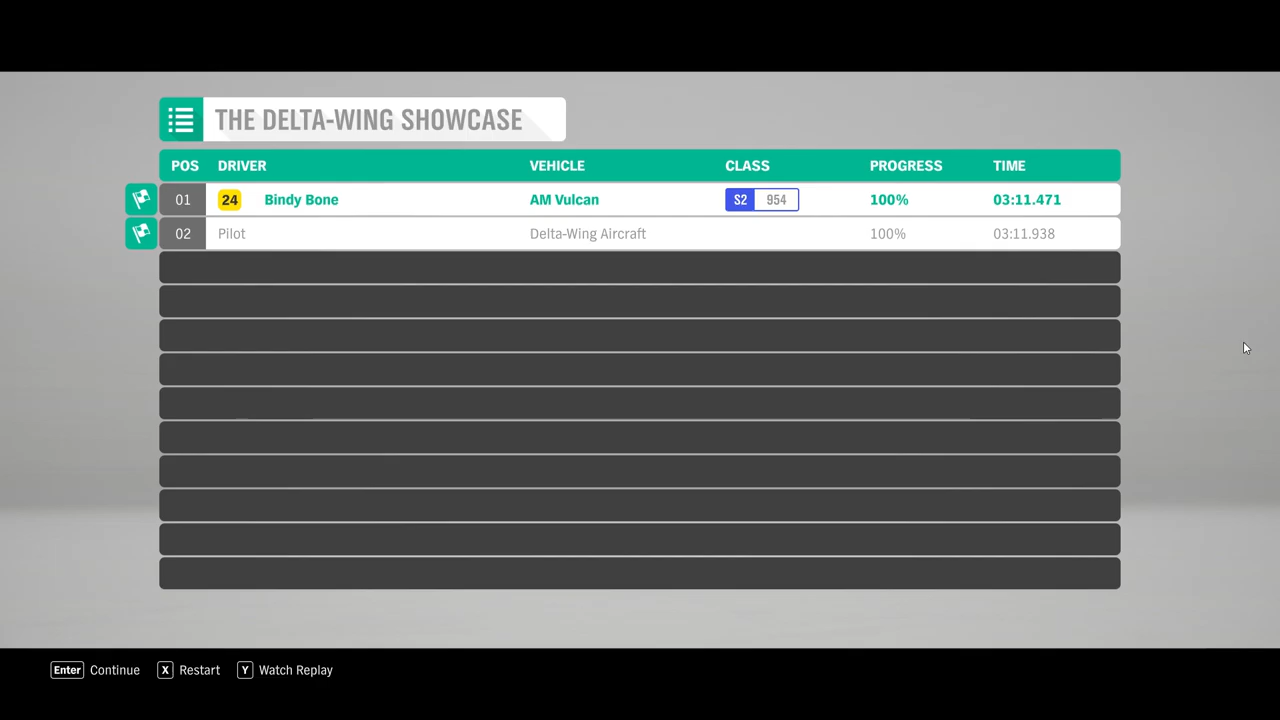 THE DELTA-WING SHOWCASE
POS DRIVER VEHICLE CLASS PROGRESS TIME
01 24 Bindy Bone AM Vulcan S2 954 100% 03:11.471
02 Pilot Delta-Wing Aircraft 100% 03:11.938
Enter Continue X Restart Y Watch Replay